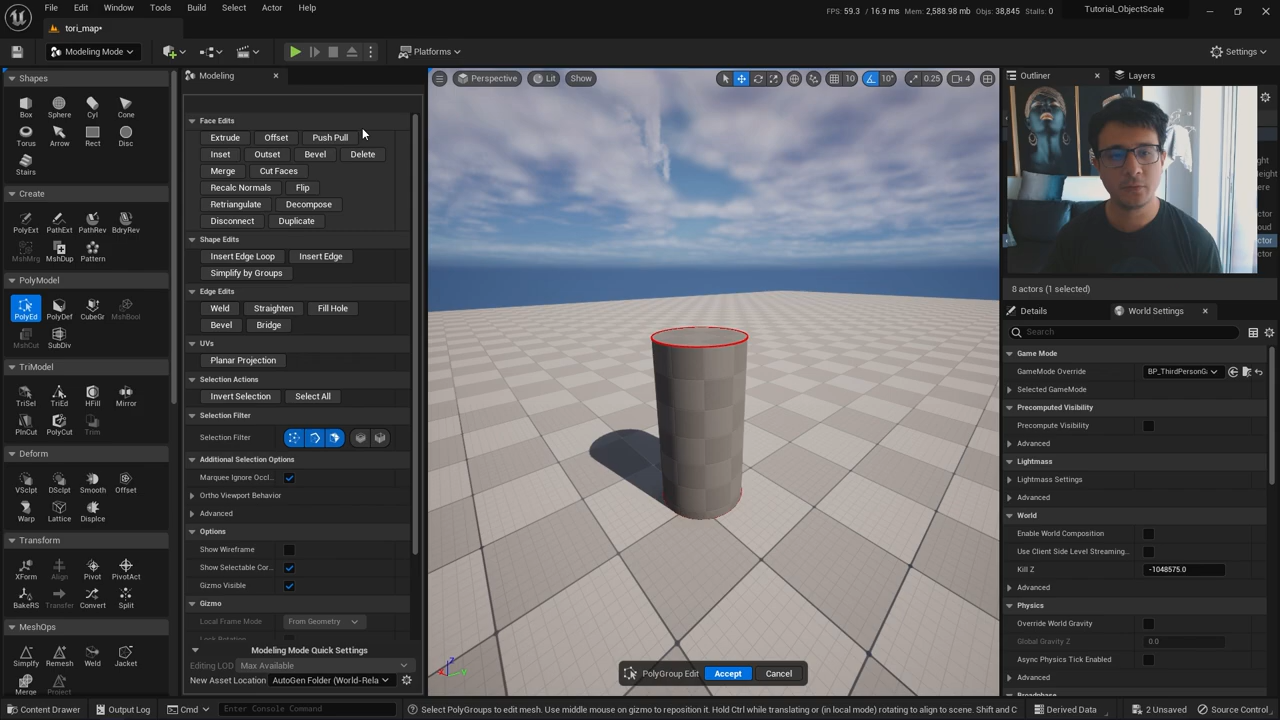 File Edit Window Tools Build Select Actor Help
FPS: 59.3 / 16.9 ms Mem: 2,588.98 mb Objs: 38,845 Stalls: 0
Tutorial_ObjectScale
tori_map*
Modeling Mode
Platforms
Settings
Shapes
Box Sphere Cyl Cone
Torus Arrow Rect Disc
Stairs
Create
PolyExt PathExt PathRev BdryRev
MshMrg MshDup Pattern
PolyModel
PolyEd PolyDef CubeGr MshBool
MshCut SubDiv
TriModel
TriSel TriEd HFill Mirror
PlnCut PolyCut Trim
Deform
VSclpt DSclpt Smooth Offset
Warp Lattice Displce
Transform
XForm Align Pivot PivotAct
BakeRS Transfer Convert Split
MeshOps
Simplfy Remesh Weld Jacket
Merge Project
Modeling
Face Edits
Extrude Offset Push Pull
Inset Outset Bevel Delete
Merge Cut Faces
Recalc Normals Flip
Retriangulate Decompose
Disconnect Duplicate
Shape Edits
Insert Edge Loop Insert Edge
Simplify by Groups
Edge Edits
Weld Straighten Fill Hole
Bevel Bridge
UVs
Planar Projection
Selection Actions
Invert Selection Select All
Selection Filter
Selection Filter
Additional Selection Options
Marquee Ignore Occl...
Ortho Viewport Behavior
Advanced
Options
Show Wireframe
Show Selectable Cor...
Gizmo Visible
Gizmo
Local Frame Mode From Geometry
Lock Rotation
Modeling Mode Quick Settings
Editing LOD Max Available
New Asset Location AutoGen Folder (World-Rela
Perspective Lit Show
10 10° 0.25 4
PolyGroup Edit Accept Cancel
Outliner Layers
8 actors (1 selected)
Details World Settings
Search
Game Mode
GameMode Override BP_ThirdPersonG
Selected GameMode
Precomputed Visibility
Precompute Visibility
Advanced
Lightmass
Lightmass Settings
Advanced
World
Enable World Composition
Use Client Side Level Streaming...
Kill Z -1048575.0
Advanced
Physics
Override World Gravity
Global Gravity Z 0.0
Async Physics Tick Enabled
Advanced
Broadphase
Content Drawer Output Log Cmd Enter Console Command
Select PolyGroups to edit mesh. Use middle mouse on gizmo to reposition it. Hold Ctrl while translating or (in local mode) rotating to align to scene. Shift and C
Derived Data 2 Unsaved Source Control